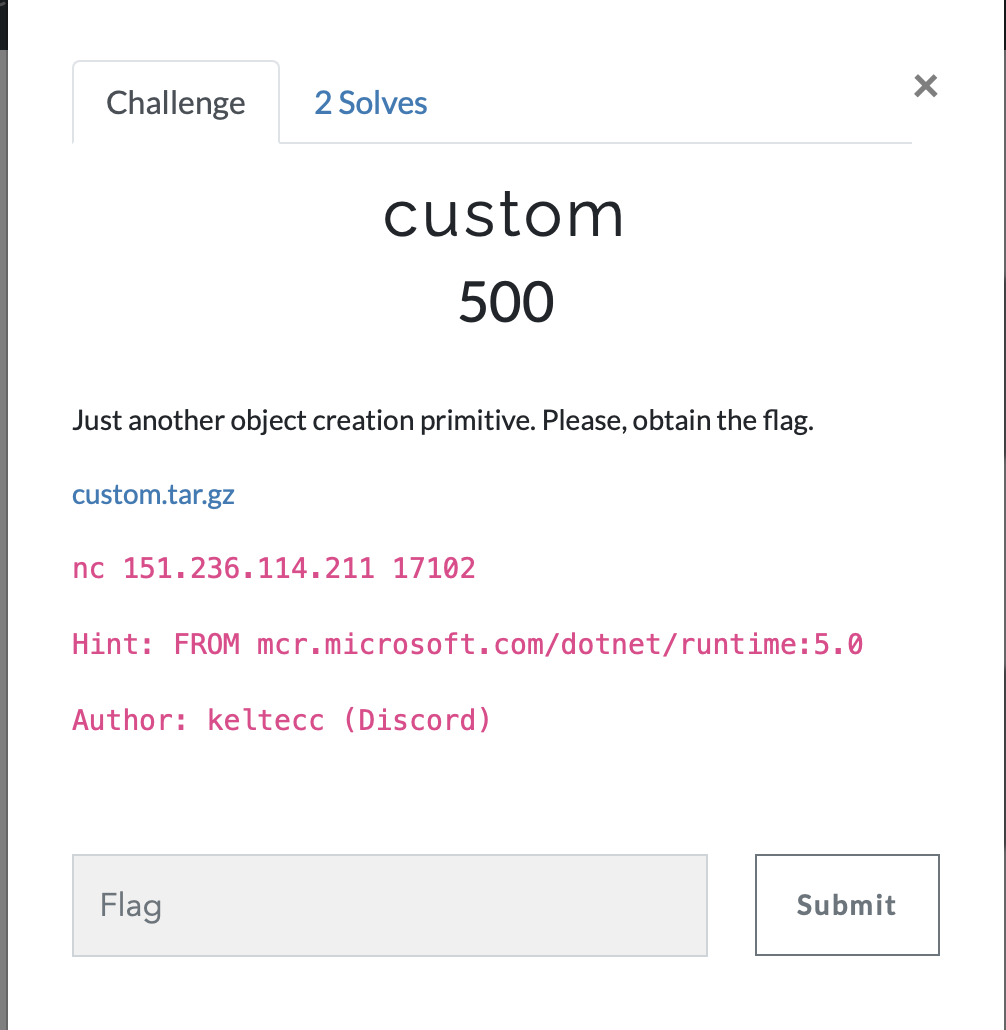 Challenge
2 Solves
×
custom
500
Just another object creation primitive. Please, obtain the flag.
custom.tar.gz
nc 151.236.114.211 17102
Hint: FROM mcr.microsoft.com/dotnet/runtime:5.0
Author: keltecc (Discord)
Flag
Submit